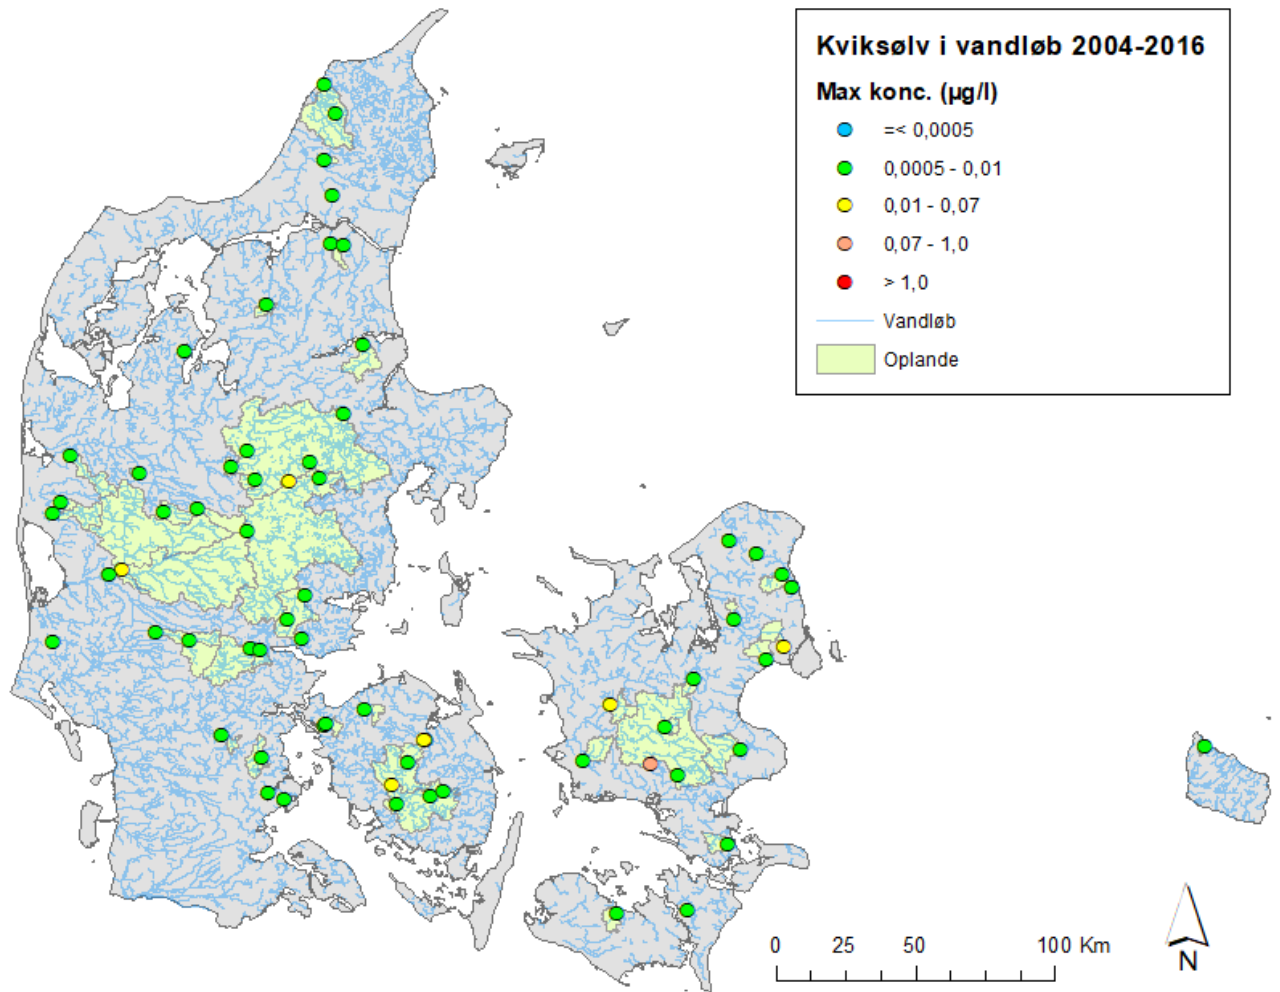 Kviksølv i vandløb 2004-2016
Max konc. (µg/l)
=< 0,0005
0,0005 - 0,01
0,01 - 0,07
0,07 - 1,0
> 1,0
Vandløb
Oplande
0 25 50 100 Km
N